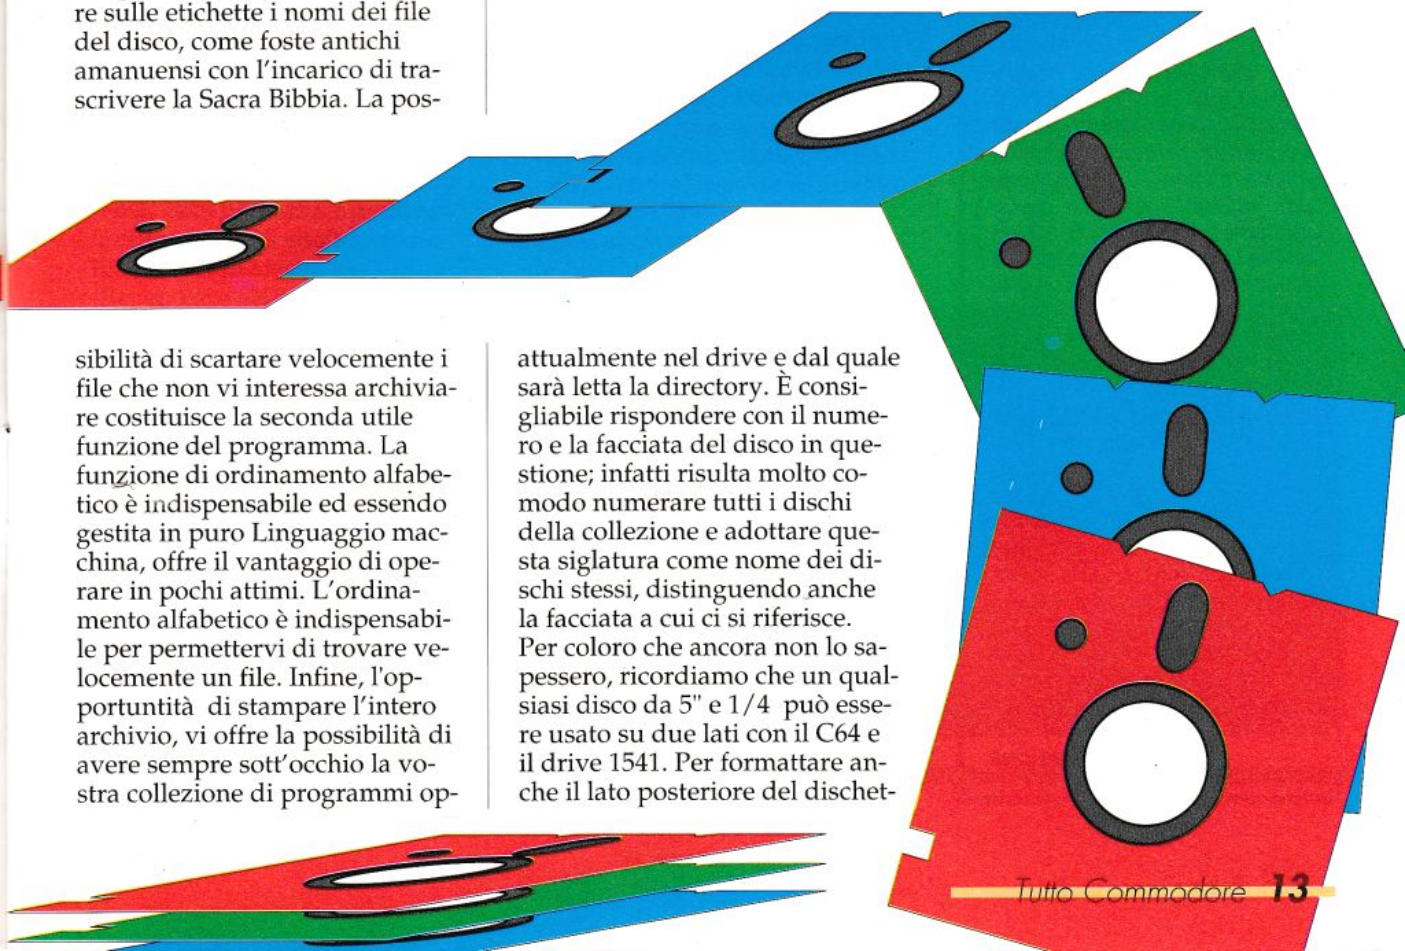 re sulle etichette i nomi dei file
del disco, come foste antichi
amanuensi con l'incarico di tra-
scrivere la Sacra Bibbia. La pos-
sibilità di scartare velocemente i
file che non vi interessa archivia-
re costituisce la seconda utile
funzione del programma. La
funzione di ordinamento alfabe-
tico è indispensabile ed essendo
gestita in puro Linguaggio mac-
china, offre il vantaggio di ope-
rare in pochi attimi. L'ordina-
mento alfabetico è indispensabi-
le per permettervi di trovare ve-
locemente un file. Infine, l'op-
portuntità di stampare l'intero
archivio, vi offre la possibilità di
avere sempre sott'occhio la vo-
stra collezione di programmi op-
attualmente nel drive e dal quale
sarà letta la directory. È consi-
gliabile rispondere con il nume-
ro e la facciata del disco in que-
stione; infatti risulta molto co-
modo numerare tutti i dischi
della collezione e adottare que-
sta siglatura come nome dei di-
schi stessi, distinguendo anche
la facciata a cui ci si riferisce.
Per coloro che ancora non lo sa-
pessero, ricordiamo che un qual-
siasi disco da 5" e 1/4 può esse-
re usato su due lati con il C64 e
il drive 1541. Per formattare an-
che il lato posteriore del dischet-
Tutto Commodore 13